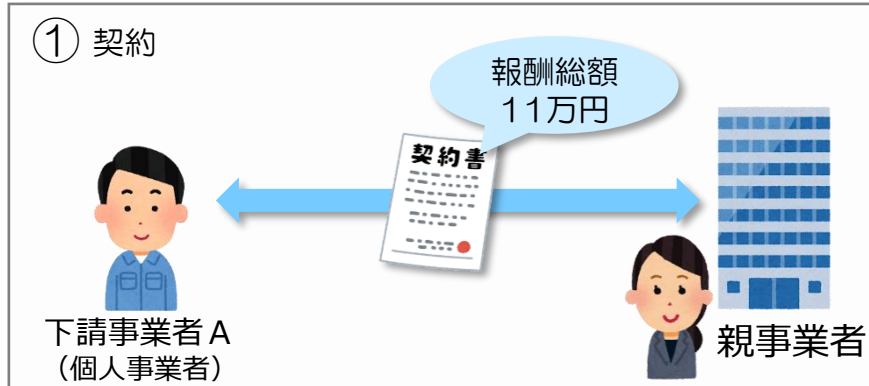 ① 契約
報酬総額
11万円
契約書
下請事業者A
（個人事業者）
親事業者